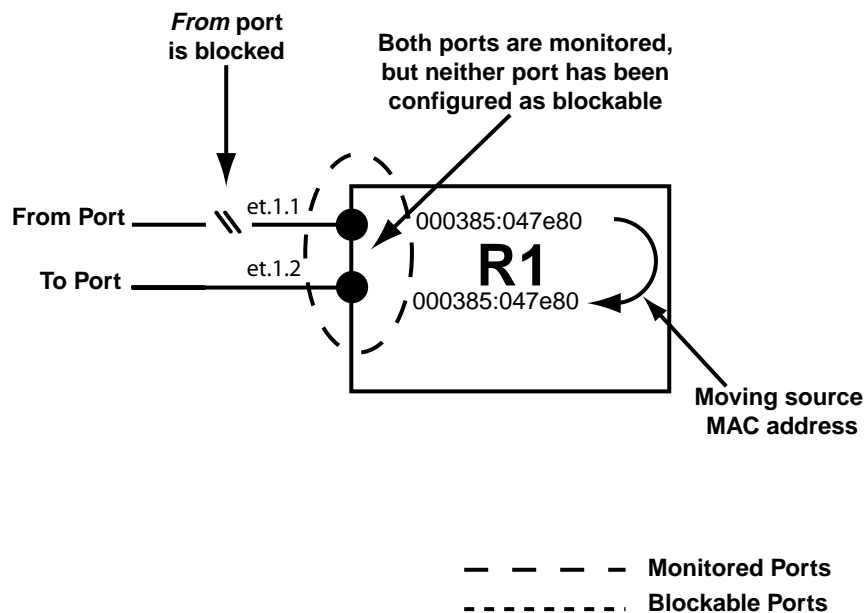 From port
is blocked
Both ports are monitored,
but neither port has been
configured as blockable
From Port
et.1.1
000385:047e80
R1
To Port
et.1.2
000385:047e80
Moving source
MAC address
Monitored Ports
Blockable Ports